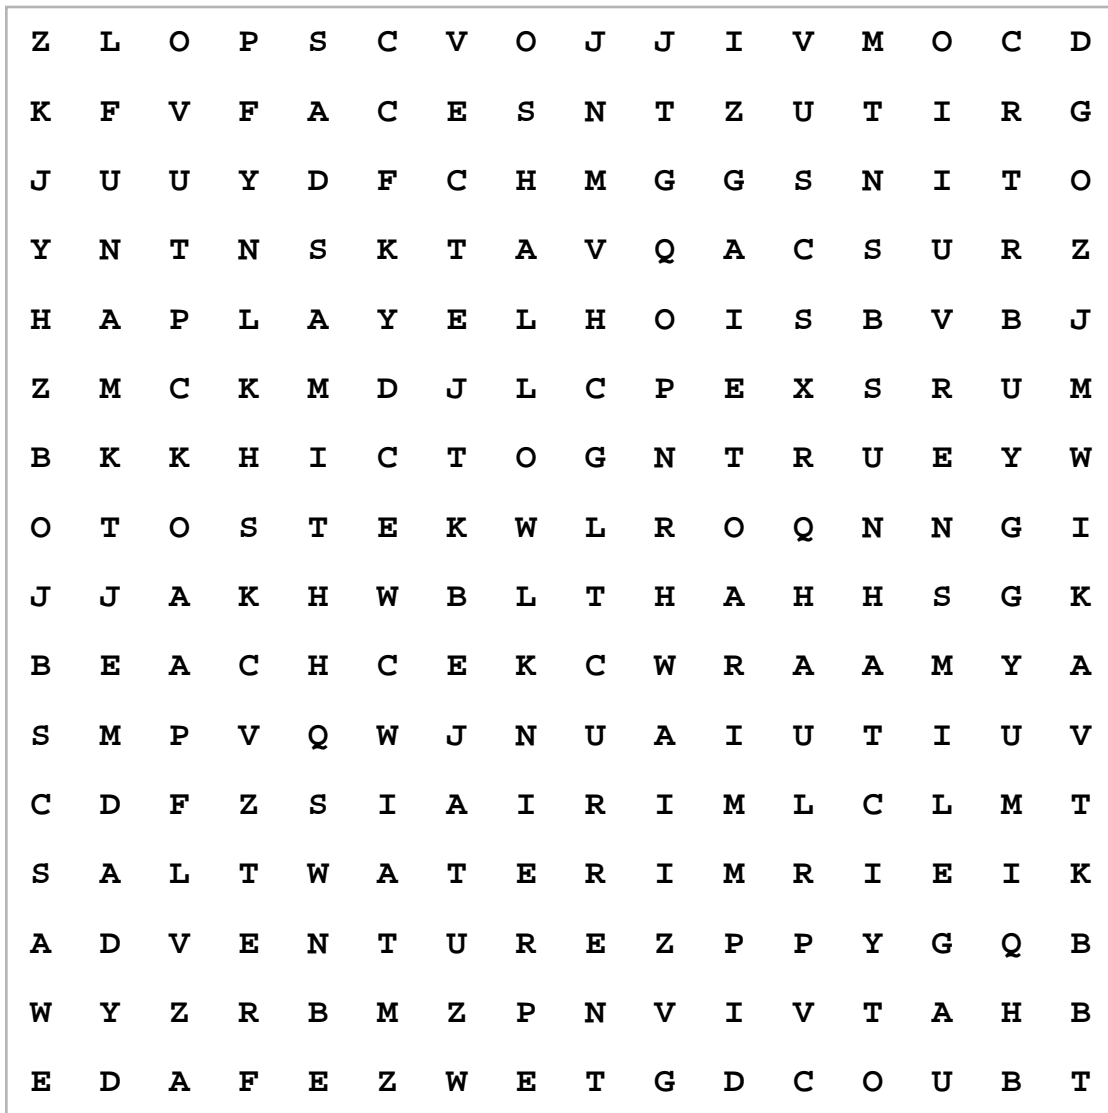 Z L O P S C V O J J I V M O C D
K F V F A C E S N T Z U T I R G
J U U Y D F C H M G G S N I T O
Y N T N S K T A V Q A C S U R Z
H A P L A Y E L H O I S B V B J
Z M C K M D J L C P E X S R U M
B K K H I C T O G N T R U E Y W
O T O S T E K W L R O Q N N G I
J J A K H W B L T H A H H S G K
B E A C H C E K C W R A A M Y A
S M P V Q W J N U A I U T I U V
C D F Z S I A I R I M L C L M T
S A L T W A T E R I M R I E I K
A D V E N T U R E Z P P Y G Q B
W Y Z R B M Z P N V I V T A H B
E D A F E Z W E T G D C O U B T